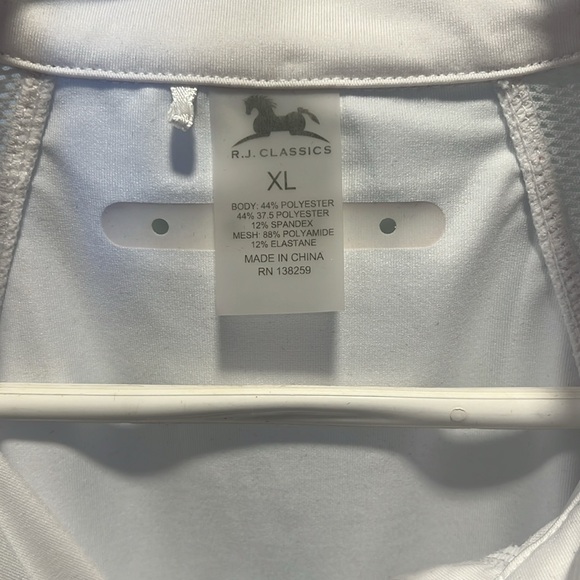 R.J. CLASSICS
XL
BODY: 44% POLYESTER
44% 37.5 POLYESTER
12% SPANDEX
MESH: 88% POLYAMIDE
12% ELASTANE
MADE IN CHINA
RN 138259